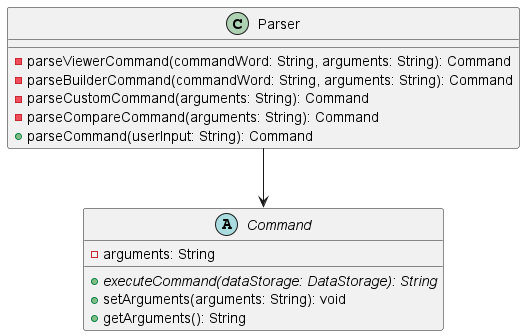 C Parser
parseViewerCommand(commandWord: String, arguments: String): Command
parseBuilderCommand(commandWord: String, arguments: String): Command
parseCustomCommand(arguments: String): Command
parseCompareCommand(arguments: String): Command
parseCommand(userInput: String): Command
A Command
arguments: String
executeCommand(dataStorage: DataStorage): String
setArguments(arguments: String): void
getArguments(): String